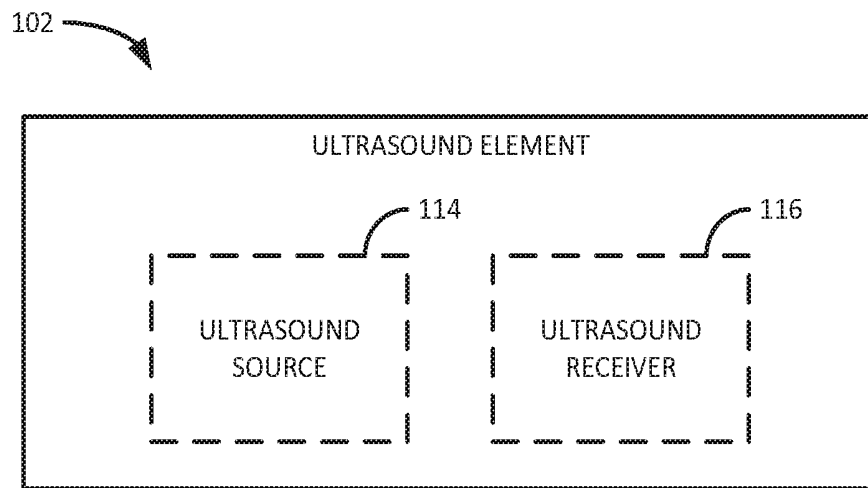 102
ULTRASOUND ELEMENT
114
116
ULTRASOUND
SOURCE
ULTRASOUND
RECEIVER